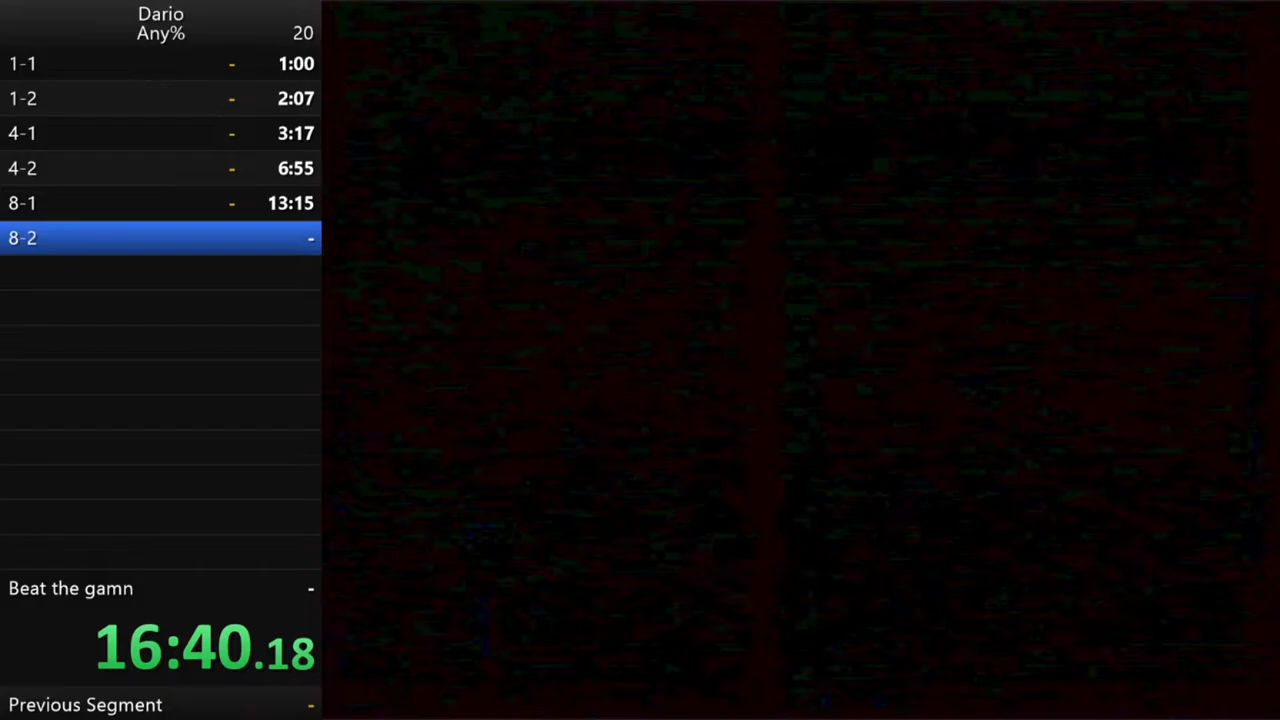 Dario
Any% 20
1-1 - 1:00
1-2 - 2:07
4-1 - 3:17
4-2 - 6:55
8-1 - 13:15
8-2 -
Beat the gamn -
16:40.18
Previous Segment -